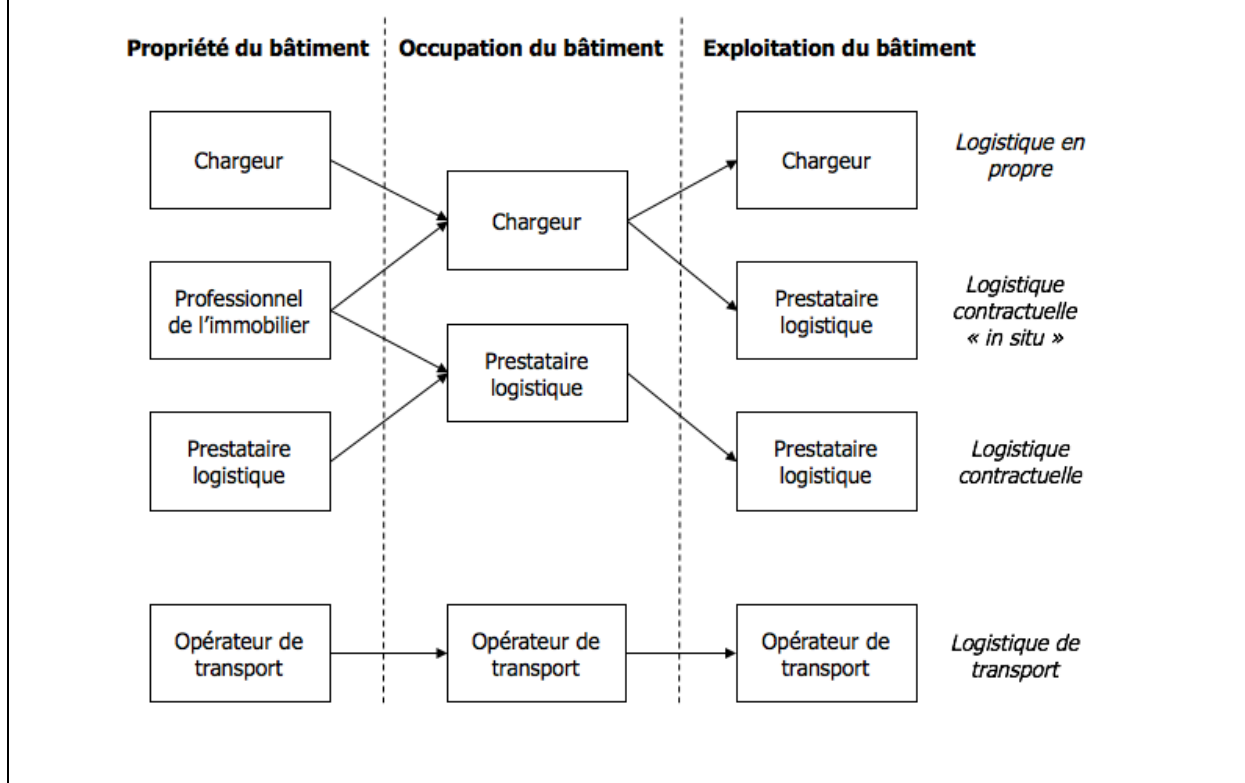 Propriété du bâtiment
Occupation du bâtiment
Exploitation du bâtiment
Chargeur
Chargeur
Logistique en
propre
Chargeur
Professionnel
de l'immobilier
Prestataire
logistique
Logistique
contractuelle
« in situ »
Prestataire
logistique
Prestataire
logistique
Prestataire
logistique
Logistique
contractuelle
Opérateur de
transport
Opérateur de
transport
Opérateur de
transport
Logistique de
transport